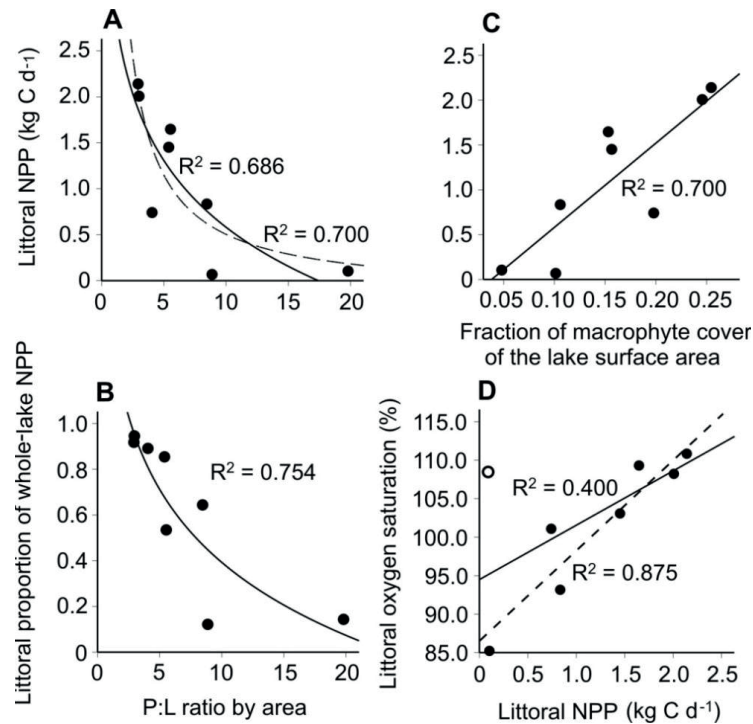 A
Littoral NPP (kg C d-1)
2.5
2.0
1.5
1.0
0.5
0
R² = 0.686
R² = 0.700
0 5 10 15 20
C
2.5
2.0
1.5
1.0
0.5
0
R² = 0.700
0.05 0.10 0.15 0.20 0.25
Fraction of macrophyte cover
of the lake surface area
B
Littoral proportion of whole-lake NPP
1.0
0.8
0.6
0.4
0.2
0
R² = 0.754
0 5 10 15 20
P:L ratio by area
D
Littoral oxygen saturation (%)
115.0
110.0
105.0
100.0
95.0
90.0
85.0
R² = 0.400
R² = 0.875
0 0.5 1.0 1.5 2.0 2.5
Littoral NPP (kg C d-1)